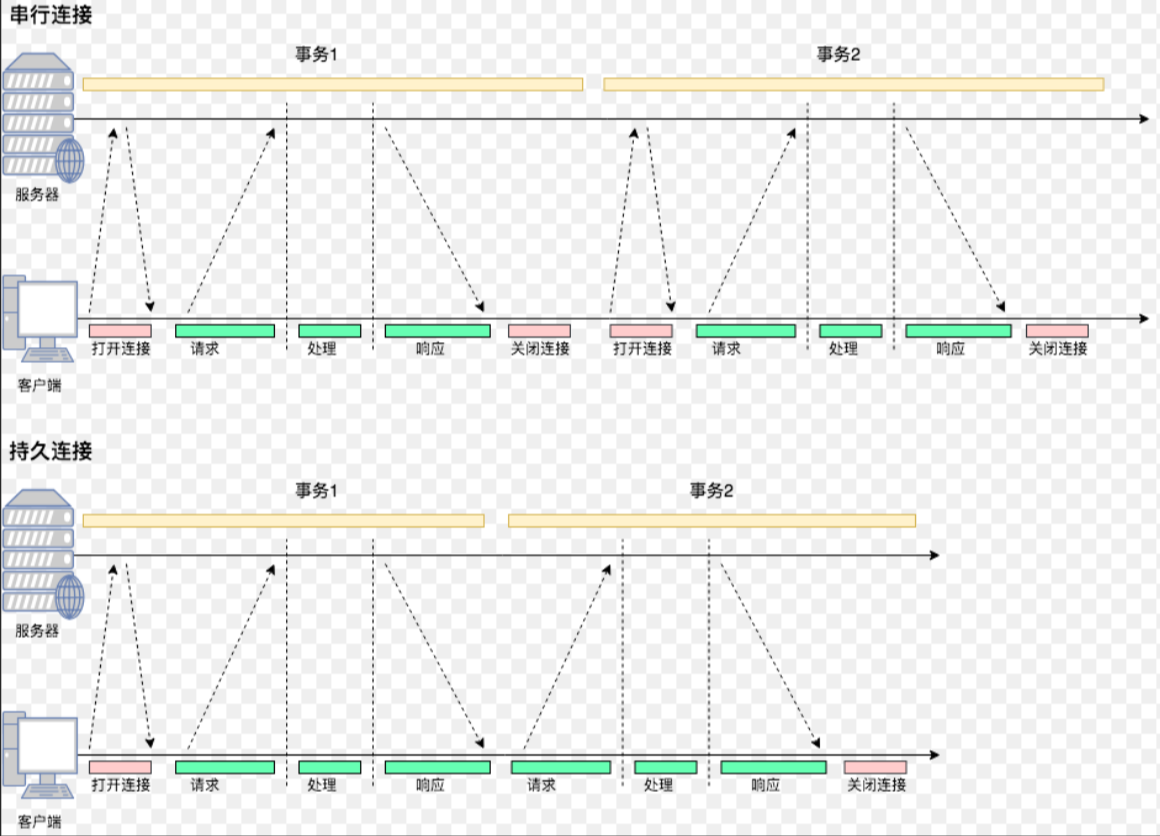 串行连接
事务1
事务2
服务器
打开连接
请求
处理
响应
关闭连接
打开连接
请求
处理
响应
关闭连接
客户端
持久连接
事务1
事务2
服务器
打开连接
请求
处理
响应
请求
处理
响应
关闭连接
客户端